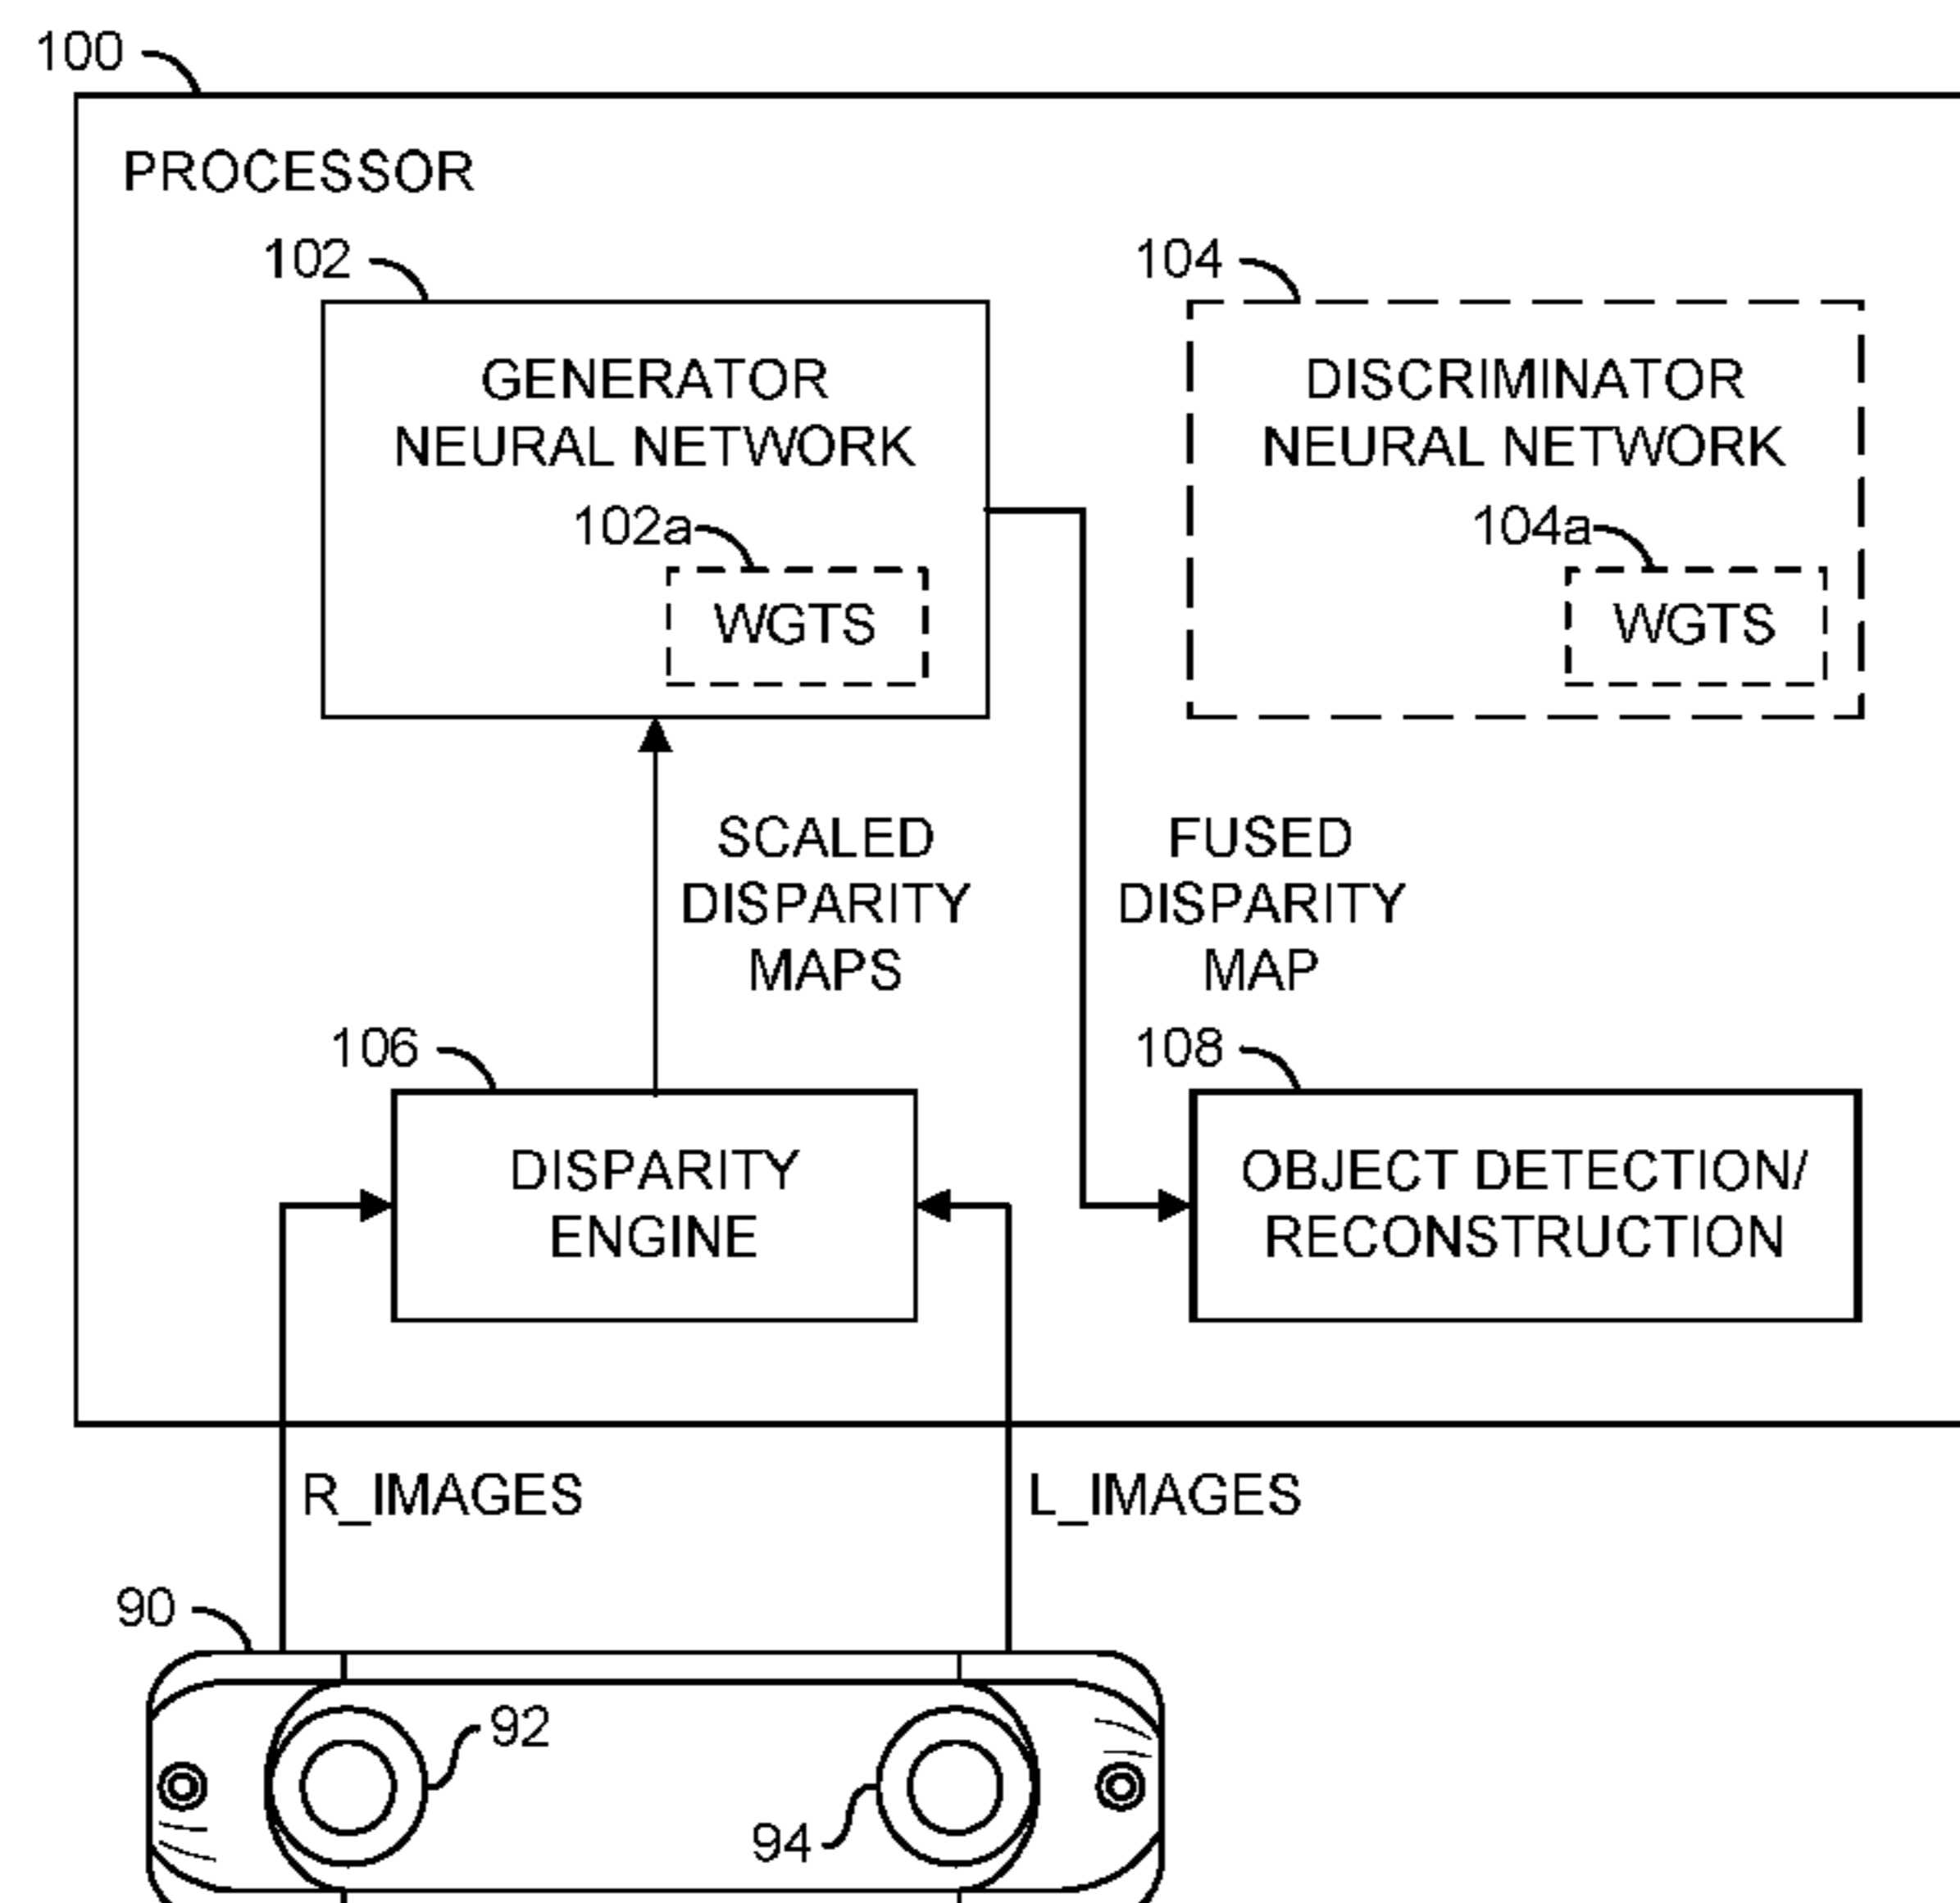 100
PROCESSOR
102
GENERATOR
NEURAL NETWORK
102a
WGTS
104
DISCRIMINATOR
NEURAL NETWORK
104a
WGTS
SCALED
DISPARITY
MAPS
FUSED
DISPARITY
MAP
106
DISPARITY
ENGINE
108
OBJECT DETECTION/
RECONSTRUCTION
R_IMAGES
L_IMAGES
90
92
94